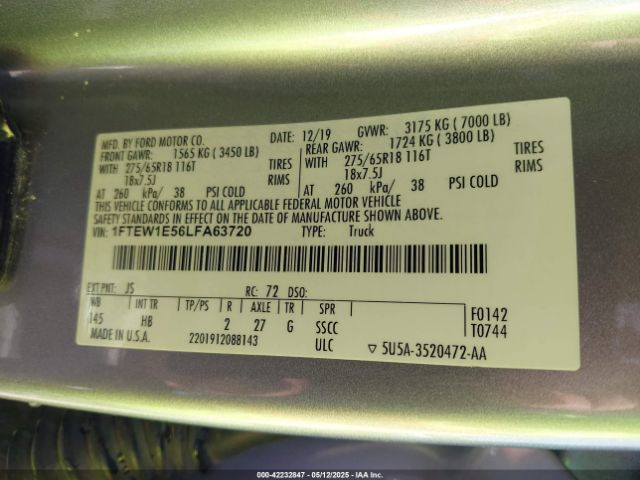 MFD. BY FORD MOTOR CO. DATE: 12/19 GVWR: 3175 KG ( 7000 LB)
FRONT GAWR: 1565 KG ( 3450 LB) REAR GAWR: 1724 KG ( 3800 LB)
WITH 275/65R18 116T TIRES WITH 275/65R18 116T TIRES
18x7.5J RIMS 18x7.5J RIMS
AT 260 kPa/ 38 PSI COLD AT 260 kPa/ 38 PSI COLD
THIS VEHICLE CONFORMS TO ALL APPLICABLE FEDERAL MOTOR VEHICLE
SAFETY STANDARDS IN EFFECT ON THE DATE OF MANUFACTURE SHOWN ABOVE.
VIN: 1FTEW1E56LFA63720 TYPE: Truck
EXT PNT: JS RC: 72 DSO:
WB INT TR TP/PS R AXLE TR SPR F0142
145 HB 2 27 G SSCC T0744
MADE IN U.S.A. 2201912088143 ULC ▽ 5U5A-3520472-AA
000-42232847 - 05/12/2025 - IAA Inc.